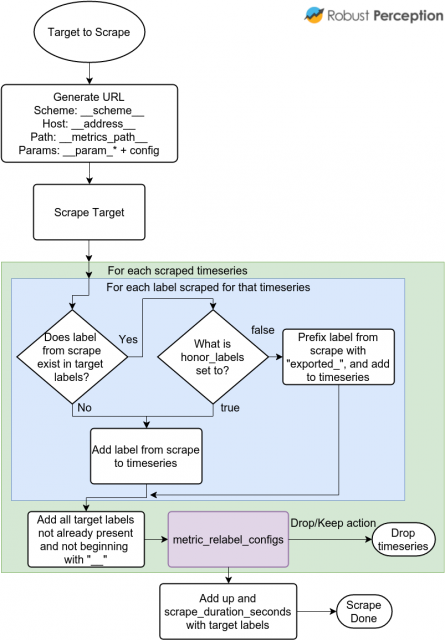 Robust Perception
Target to Scrape
Generate URL
Scheme: __scheme__
Host: __address__
Path: __metrics_path__
Params: __param_* + config
Scrape Target
For each scraped timeseries
For each label scraped for that timeseries
Does label
from scrape
exist in target
labels?
Yes
What is
honor_labels
set to?
false
Prefix label from
scrape with
"exported_", and add
to timeseries
No
true
Add label from scrape
to timeseries
Add all target labels
not already present
and not beginning
with "__"
metric_relabel_configs
Drop/Keep action
Drop
timeseries
Add up and
scrape_duration_seconds
with target labels
Scrape
Done